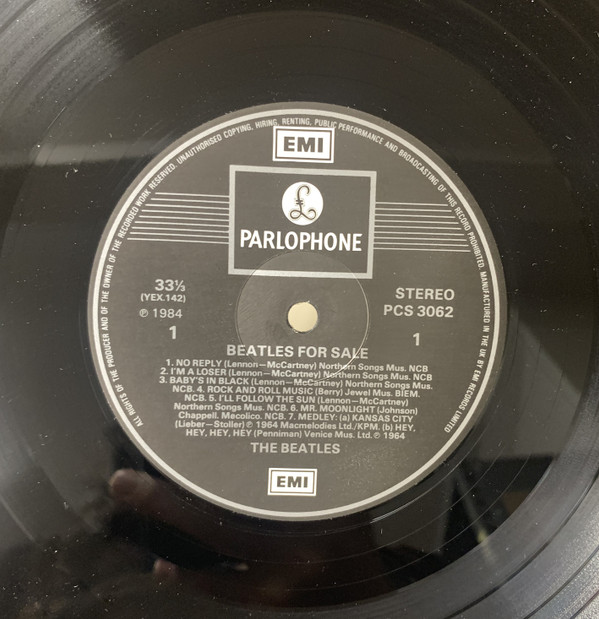 ALL RIGHTS OF THE PRODUCER AND OF THE OWNER OF THE RECORDED WORK RESERVED. UNAUTHORISED COPYING, HIRING, RENTING, PUBLIC PERFORMANCE AND BROADCASTING OF THIS RECORD PROHIBITED. MANUFACTURED IN THE UK BY EMI RECORDS LIMITED
EMI
£
PARLOPHONE
33⅓
(YEX.142)
℗ 1984
1
STEREO
PCS 3062
1
BEATLES FOR SALE
1. NO REPLY (Lennon—McCartney) Northern Songs Mus. NCB
2. I'M A LOSER (Lennon—McCartney) Northern Songs Mus. NCB
3. BABY'S IN BLACK (Lennon—McCartney) Northern Songs Mus.
NCB. 4. ROCK AND ROLL MUSIC (Berry) Jewel Mus. BIEM.
NCB. 5. I'LL FOLLOW THE SUN (Lennon—McCartney)
Northern Songs Mus. NCB. 6. MR. MOONLIGHT (Johnson)
Chappell. Mecolico. NCB. 7. MEDLEY: (a) KANSAS CITY
(Lieber—Stoller) ℗ 1964 Macmelodies Ltd./KPM. (b) HEY,
HEY, HEY, HEY (Penniman) Venice Mus. Ltd. ℗ 1964
THE BEATLES
EMI